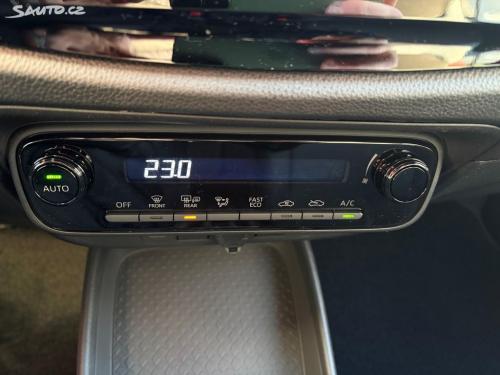 SAUTO.CZ
23.0
AUTO
OFF FRONT REAR FAST ECO A/C